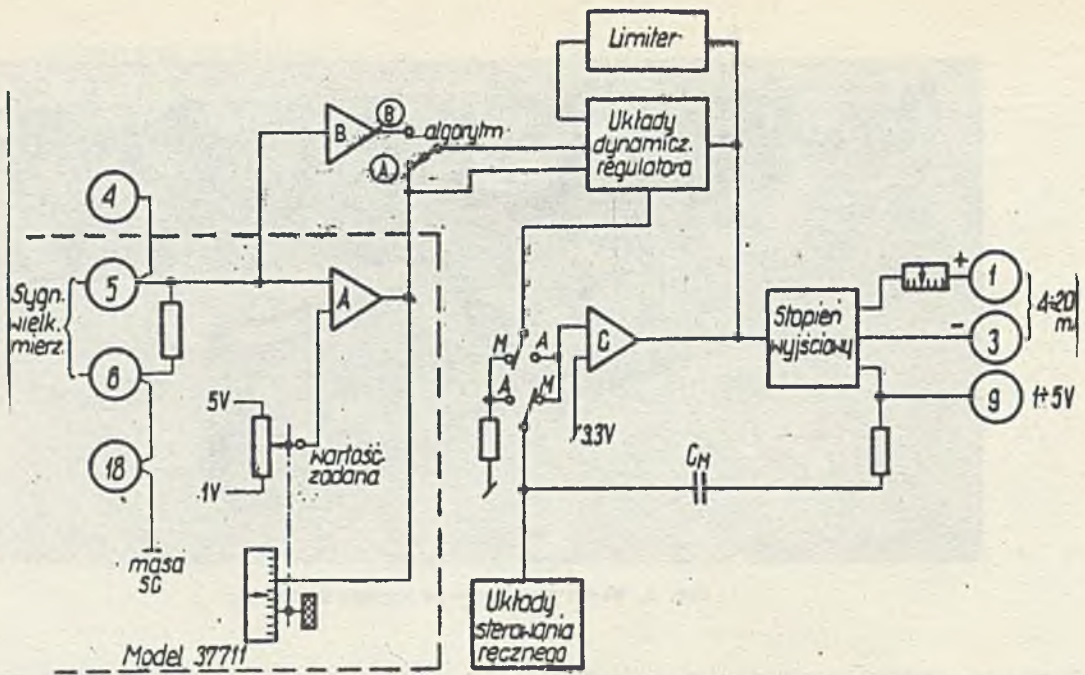 Limiter
Układy
dynamicz.
regulatora
B
B
algorytm
A
4
5
Sygn.
wielk.
mierz.
6
A
18
5V
1V
wartość
zadana
masa
SC
Model 37711
M
A
A
M
C
3.3V
Stopień
wyjściowy
+
1
-
3
4÷20
m
9
1÷5V
CM
Układy
sterowania
ręcznego